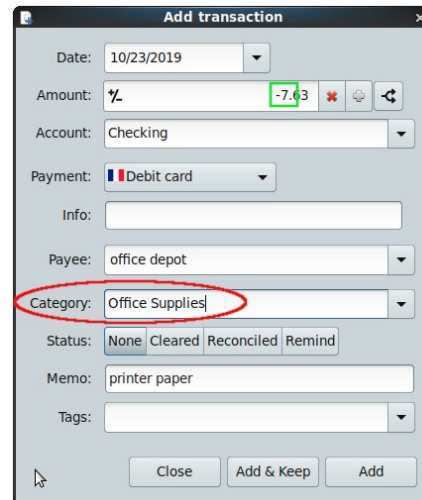 Add transaction
Date: 10/23/2019
Amount: -7.63
Account: Checking
Payment: Debit card
Info:
Payee: office depot
Category: Office Supplies
Status: None Cleared Reconciled Remind
Memo: printer paper
Tags:
Close Add & Keep Add